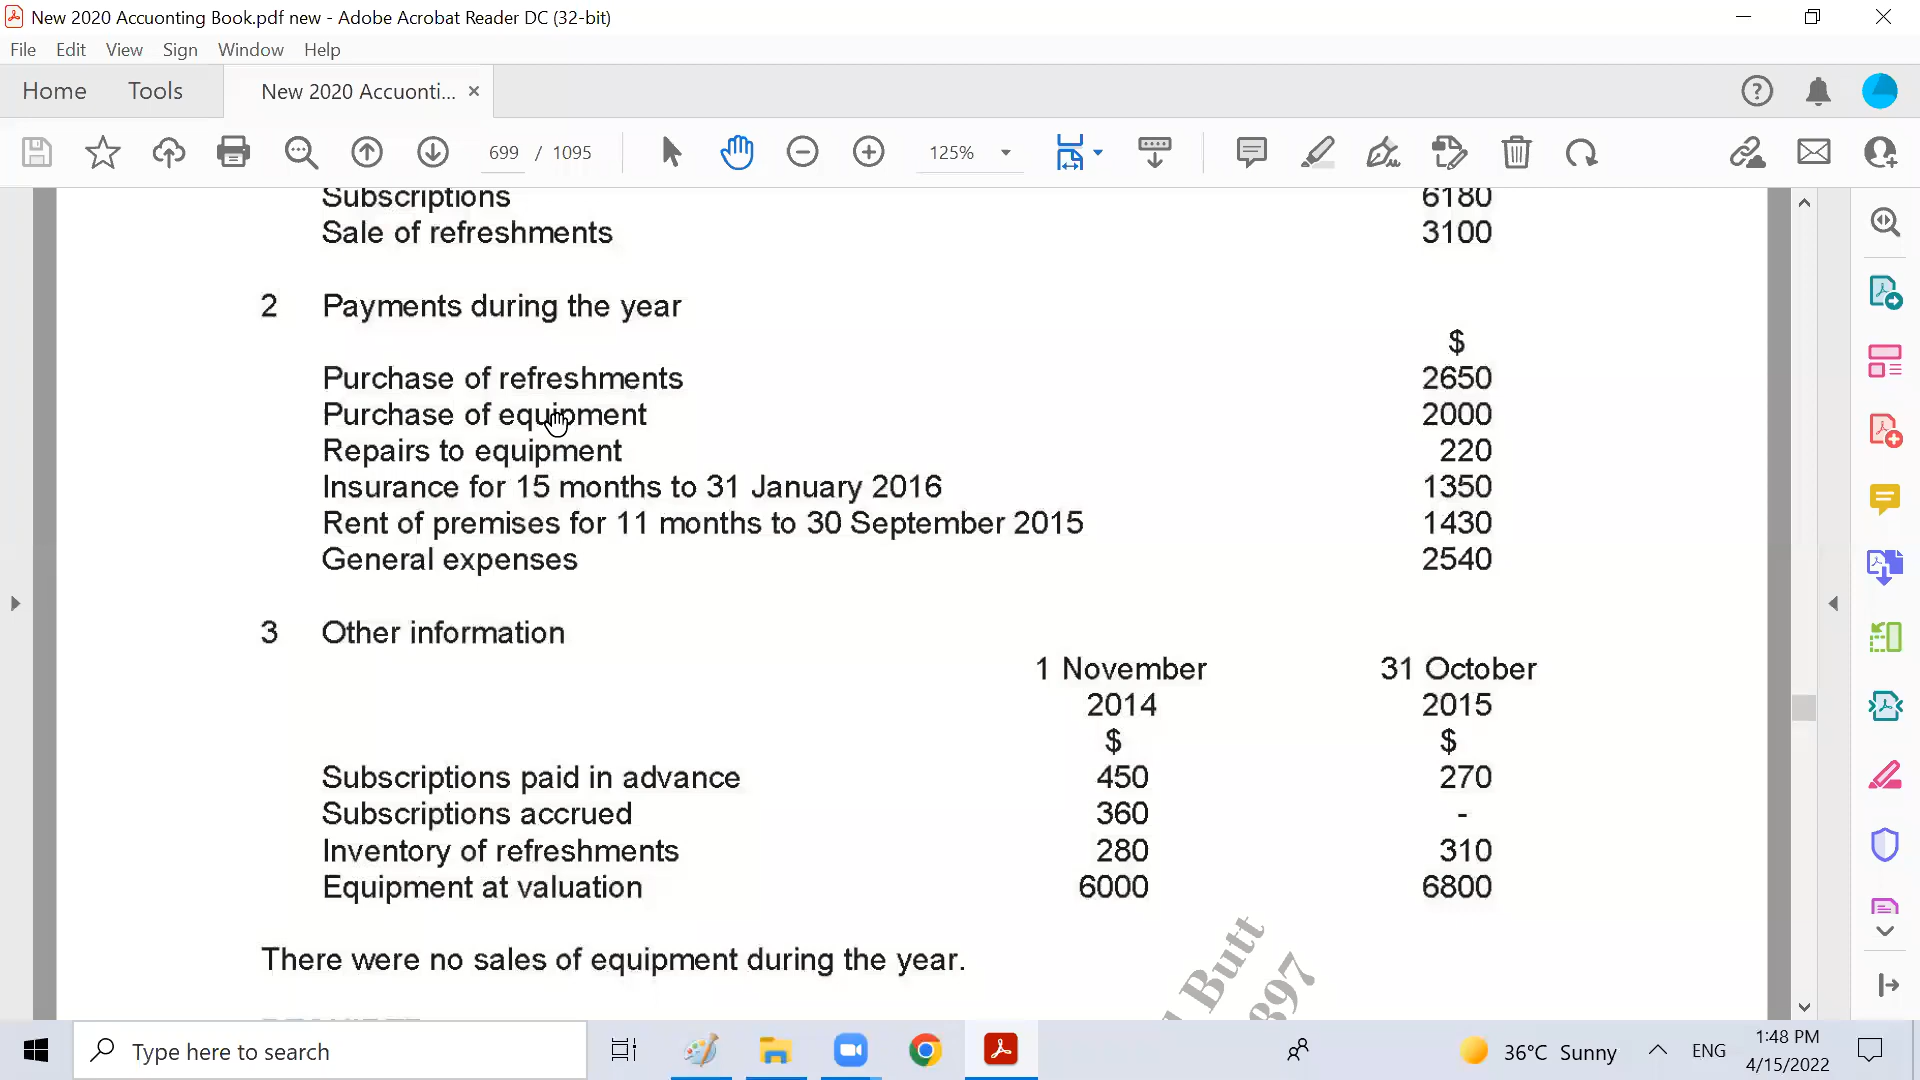 New 2020 Accuonting Book.pdf new - Adobe Acrobat Reader DC (32-bit)
File Edit View Sign Window Help
Home Tools New 2020 Accuonti... ×
699 / 1095 125%
Subscriptions 6180
Sale of refreshments 3100
2 Payments during the year
$
Purchase of refreshments 2650
Purchase of equipment 2000
Repairs to equipment 220
Insurance for 15 months to 31 January 2016 1350
Rent of premises for 11 months to 30 September 2015 1430
General expenses 2540
3 Other information
1 November 31 October
2014 2015
$ $
Subscriptions paid in advance 450 270
Subscriptions accrued 360 -
Inventory of refreshments 280 310
Equipment at valuation 6000 6800
There were no sales of equipment during the year.
Butt
897
Type here to search
36°C Sunny
ENG
1:48 PM
4/15/2022